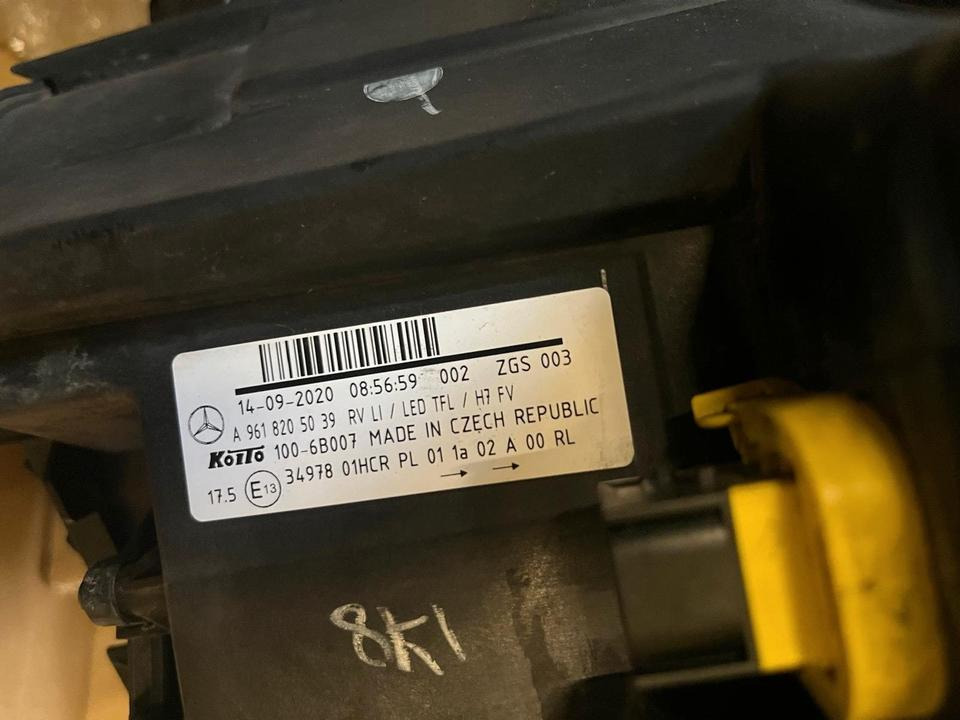 14-09-2020 08:56:59 002 ZGS 003
A 961 820 50 39 RV LI / LED TFL / H7 FV
KOITO 100-6B007 MADE IN CZECH REPUBLIC
17.5 E13 34978 01HCR PL 01 1a 02 A 00 RL
8K1